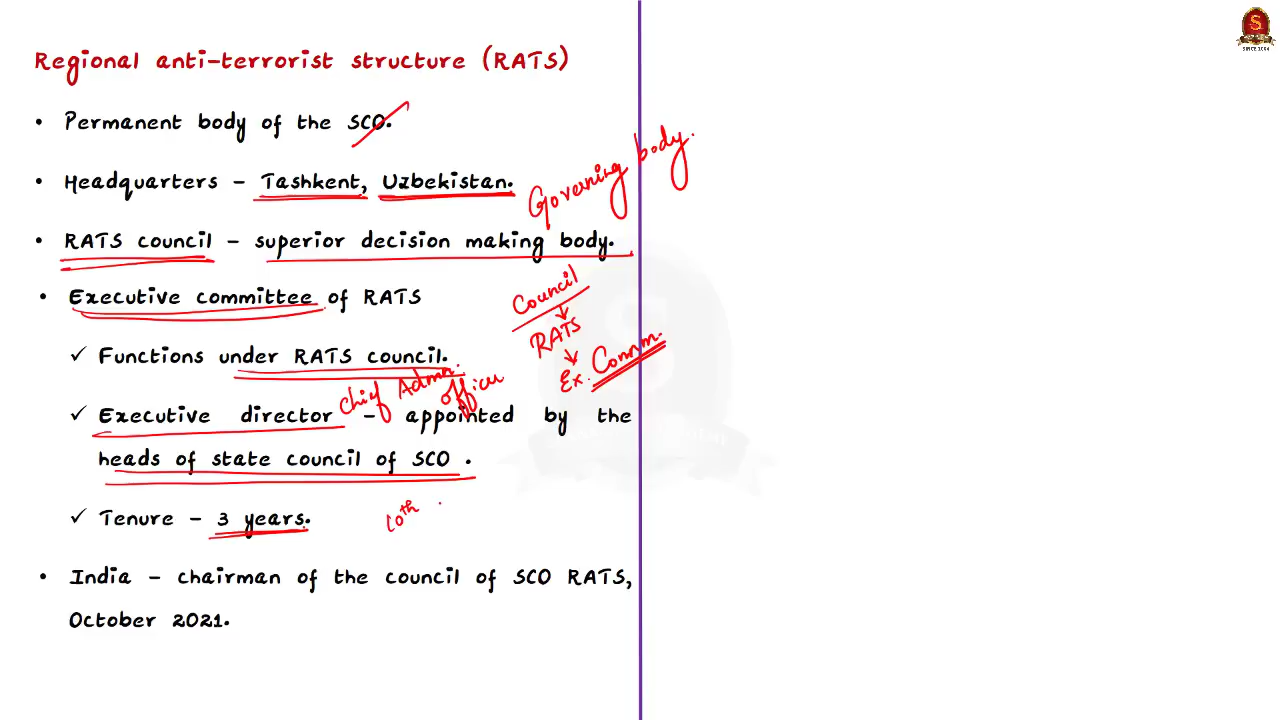 Regional anti-terrorist structure (RATS)
• Permanent body of the SCO.
• Headquarters – Tashkent, Uzbekistan.
Governing body.
• RATS council – superior decision making body.
• Executive committee of RATS
Council
RATS
Ex. Comm.
✓ Functions under RATS council.
Chief Admn. officer
✓ Executive director – appointed by the
heads of state council of SCO .
✓ Tenure – 3 years.
10th
• India – chairman of the council of SCO RATS,
October 2021.
S
SINCE 2004